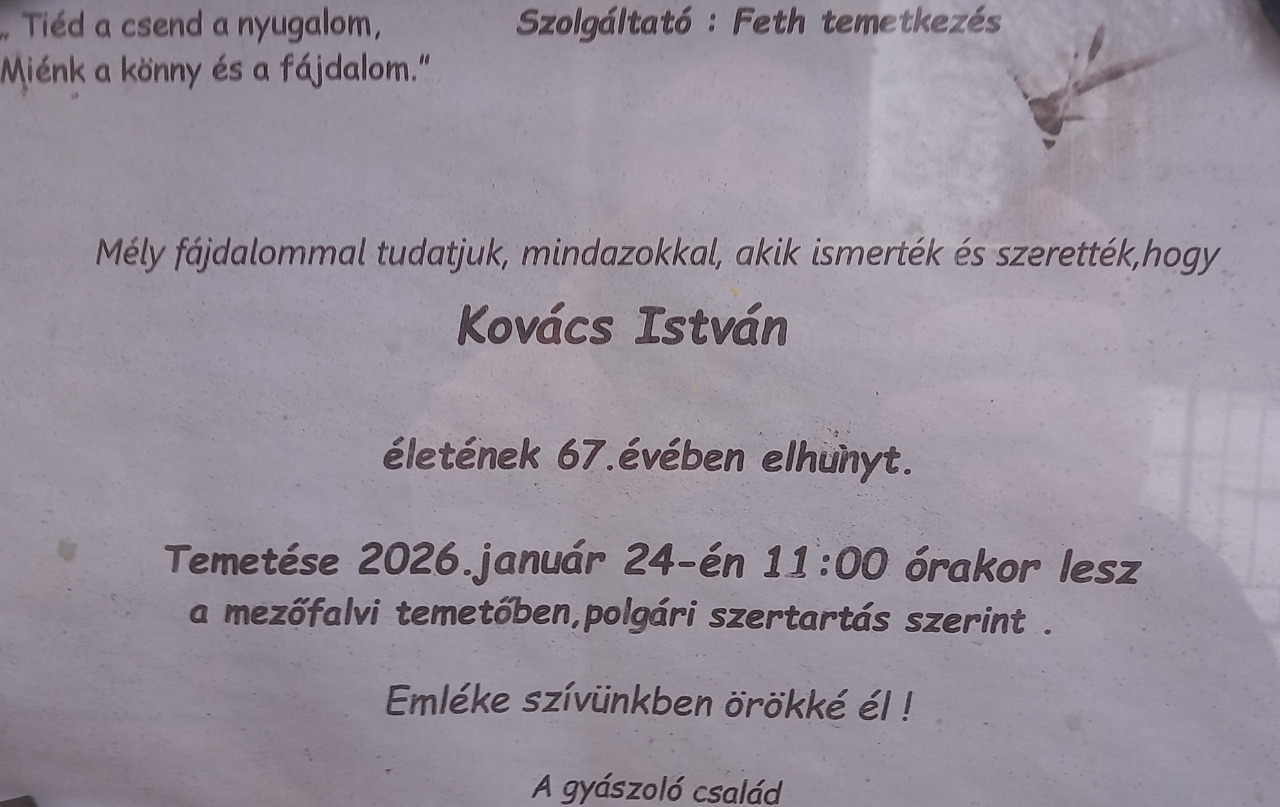 „ Tiéd a csend a nyugalom,
Miénk a könny és a fájdalom."
Szolgáltató : Feth temetkezés
Mély fájdalommal tudatjuk, mindazokkal, akik ismerték és szerették,hogy
Kovács István
életének 67.évében elhunyt.
Temetése 2026.január 24-én 11:00 órakor lesz
a mezőfalvi temetőben,polgári szertartás szerint .
Emléke szívünkben örökké él !
A gyászoló család